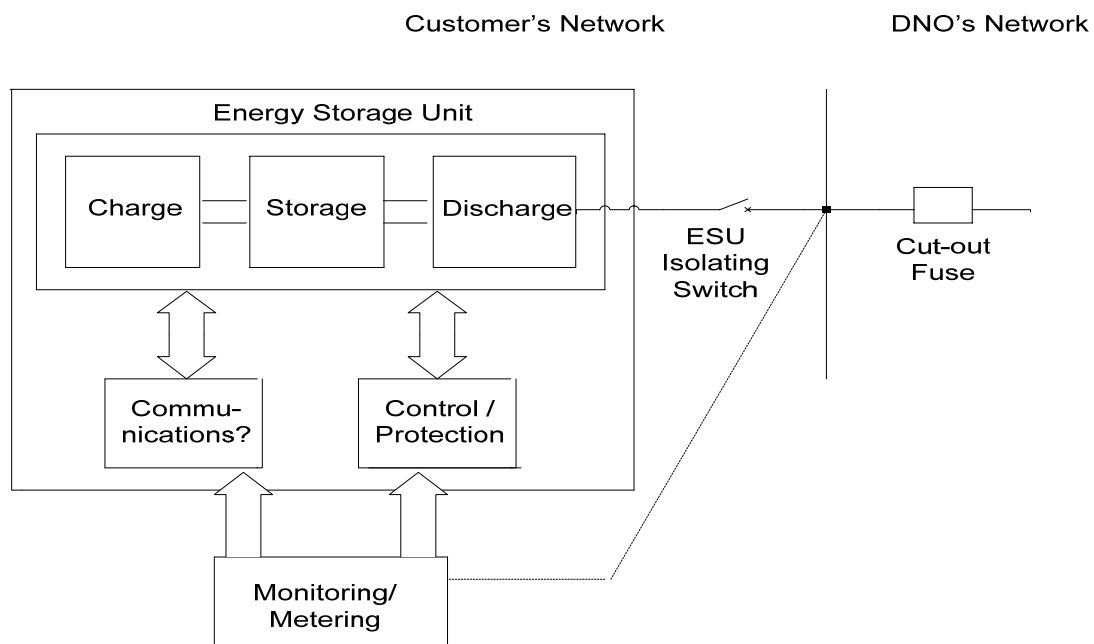 Customer's Network
DNO's Network
Energy Storage Unit
Charge
Storage
Discharge
ESU
Isolating
Switch
Cut-out
Fuse
Commu-
nications?
Control /
Protection
Monitoring/
Metering